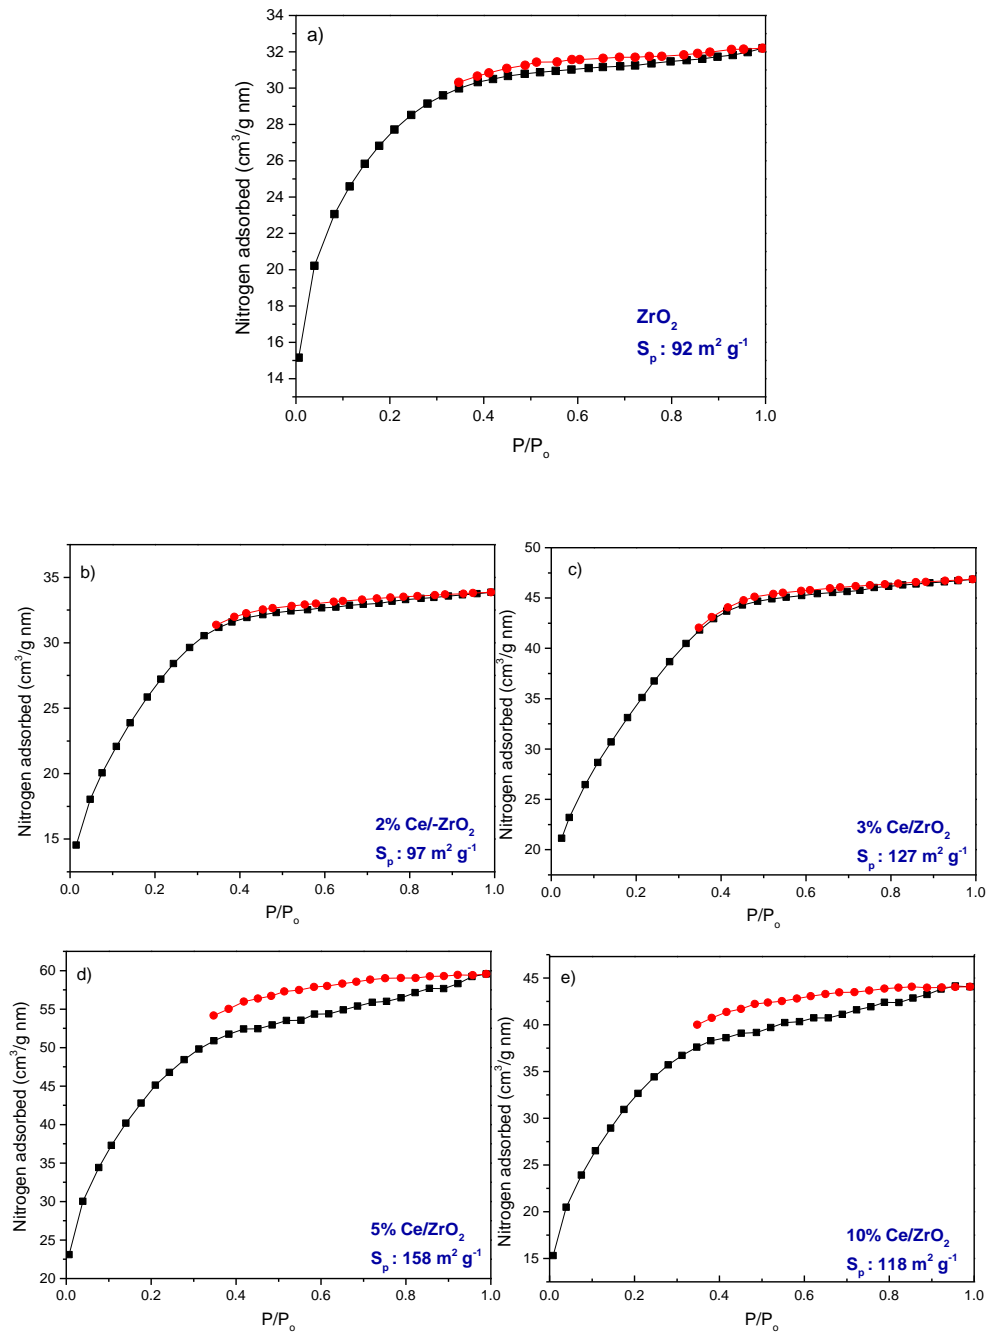 a)
34
32
30
28
26
24
22
20
16
15
14
Nitrogen adsorbed (cm³/g nm)
ZrO₂
Sₚ : 92 m² g⁻¹
0.0 0.2 0.4 0.6 0.8 1.0
P/Pₒ
b)
35
30
25
20
15
Nitrogen adsorbed (cm³/g nm)
2% Ce/-ZrO₂
Sₚ : 97 m² g⁻¹
0.0 0.2 0.4 0.6 0.8 1.0
P/Pₒ
c)
50
45
40
35
30
25
20
Nitrogen adsorbed (cm³/g nm)
3% Ce/ZrO₂
Sₚ : 127 m² g⁻¹
0.0 0.2 0.4 0.6 0.8 1.0
P/Pₒ
d)
60
55
50
45
40
35
30
25
20
Nitrogen adsorbed (cm³/g nm)
5% Ce/ZrO₂
Sₚ : 158 m² g⁻¹
0.0 0.2 0.4 0.6 0.8 1.0
P/Pₒ
e)
45
40
35
30
25
20
15
Nitrogen adsorbed (cm³/g nm)
10% Ce/ZrO₂
Sₚ : 118 m² g⁻¹
0.0 0.2 0.4 0.6 0.8 1.0
P/Pₒ